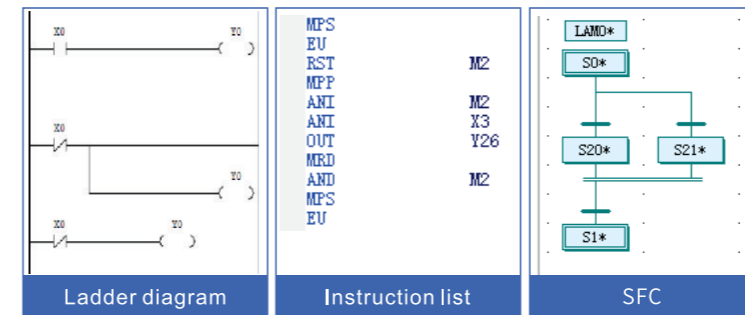 X0 Y0
X0
Y0
X0 Y0
Ladder diagram
MPS
EU
RST M2
MPP
ANI M2
ANI X3
OUT Y26
MRD
AND M2
MPS
EU
Instruction list
LAM0*
S0*
S20* S21*
S1*
SFC